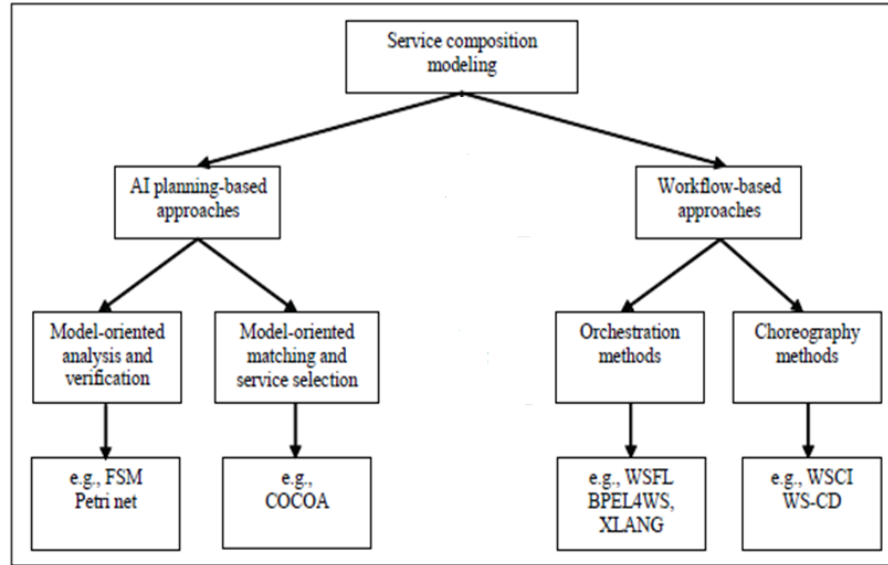 Service composition
modeling
AI planning-based
approaches
Workflow-based
approaches
Model-oriented
analysis and
verification
Model-oriented
matching and
service selection
Orchestration
methods
Choreography
methods
e.g., FSM
Petri net
e.g.,
COCOA
e.g., WSFL
BPEL4WS,
XLANG
e.g., WSCI
WS-CD